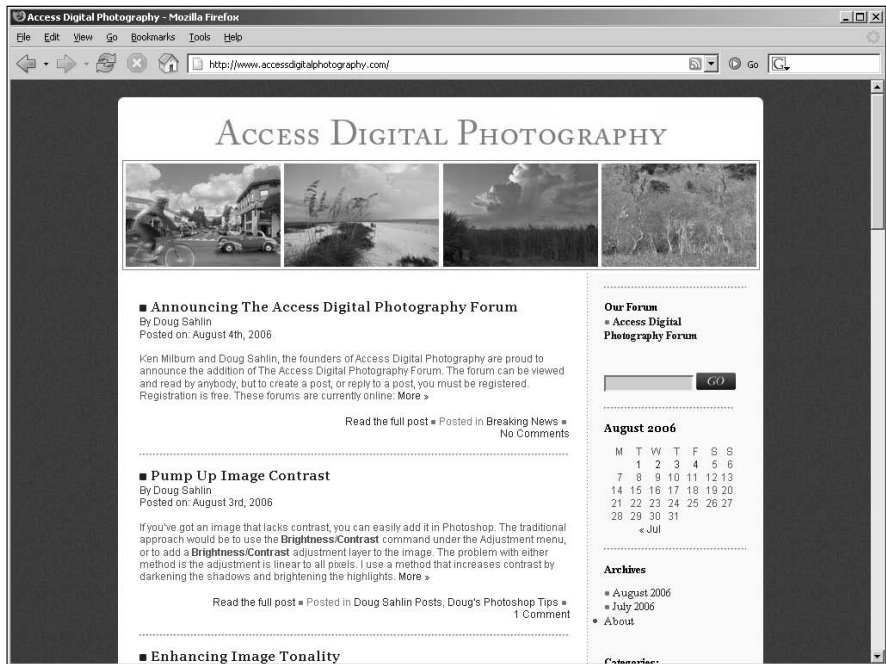 Access Digital Photography - Mozilla Firefox
File Edit View Go Bookmarks Tools Help
http://www.accessdigitalphotography.com/ Go G
Access Digital Photography
Announcing The Access Digital Photography Forum
By Doug Sahlin
Posted on: August 4th, 2006
Ken Milburn and Doug Sahlin, the founders of Access Digital Photography are proud to
announce the addition of The Access Digital Photography Forum. The forum can be viewed
and read by anybody, but to create a post, or reply to a post, you must be registered.
Registration is free. These forums are currently online: More »
Read the full post ▪ Posted in Breaking News ▪
No Comments
Pump Up Image Contrast
By Doug Sahlin
Posted on: August 3rd, 2006
If you've got an image that lacks contrast, you can easily add it in Photoshop. The traditional
approach would be to use the Brightness/Contrast command under the Adjustment menu,
or to add a Brightness/Contrast adjustment layer to the image. The problem with either
method is the adjustment is linear to all pixels. I use a method that increases contrast by
darkening the shadows and brightening the highlights. More »
Read the full post ▪ Posted in Doug Sahlin Posts, Doug's Photoshop Tips ▪
1 Comment
Enhancing Image Tonality
Our Forum
▪ Access Digital
Photography Forum
GO
August 2006
M T W T F S S
1 2 3 4 5 6
7 8 9 10 11 12 13
14 15 16 17 18 19 20
21 22 23 24 25 26 27
28 29 30 31
« Jul
Archives
▪ August 2006
▪ July 2006
• About
Categories: